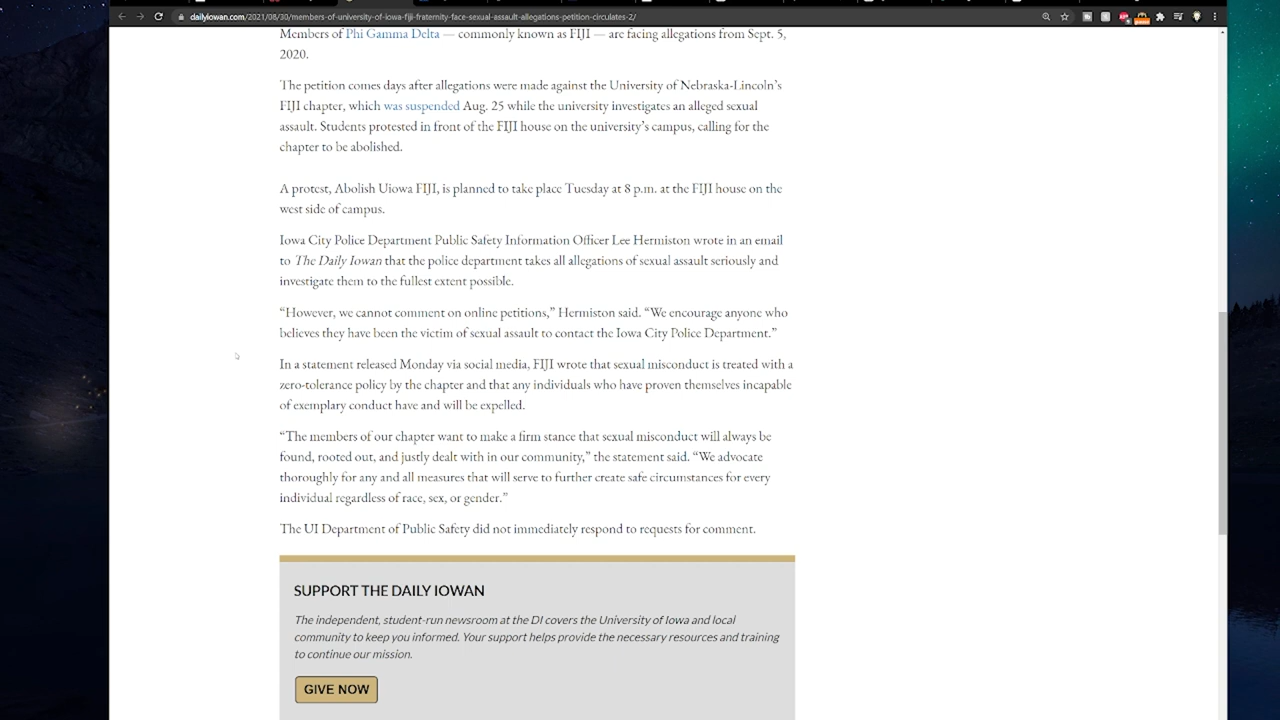 dailyiowan.com/2021/08/30/members-of-university-of-iowa-fiji-fraternity-face-sexual-assault-allegations-petition-circulates-2/
Members of Phi Gamma Delta — commonly known as FIJI — are facing allegations from Sept. 5,
2020.
The petition comes days after allegations were made against the University of Nebraska-Lincoln’s
FIJI chapter, which was suspended Aug. 25 while the university investigates an alleged sexual
assault. Students protested in front of the FIJI house on the university’s campus, calling for the
chapter to be abolished.
A protest, Abolish Uiowa FIJI, is planned to take place Tuesday at 8 p.m. at the FIJI house on the
west side of campus.
Iowa City Police Department Public Safety Information Officer Lee Hermiston wrote in an email
to The Daily Iowan that the police department takes all allegations of sexual assault seriously and
investigate them to the fullest extent possible.
“However, we cannot comment on online petitions,” Hermiston said. “We encourage anyone who
believes they have been the victim of sexual assault to contact the Iowa City Police Department.”
In a statement released Monday via social media, FIJI wrote that sexual misconduct is treated with a
zero-tolerance policy by the chapter and that any individuals who have proven themselves incapable
of exemplary conduct have and will be expelled.
“The members of our chapter want to make a firm stance that sexual misconduct will always be
found, rooted out, and justly dealt with in our community,” the statement said. “We advocate
thoroughly for any and all measures that will serve to further create safe circumstances for every
individual regardless of race, sex, or gender.”
The UI Department of Public Safety did not immediately respond to requests for comment.
SUPPORT THE DAILY IOWAN
The independent, student-run newsroom at the DI covers the University of Iowa and local
community to keep you informed. Your support helps provide the necessary resources and training
to continue our mission.
GIVE NOW